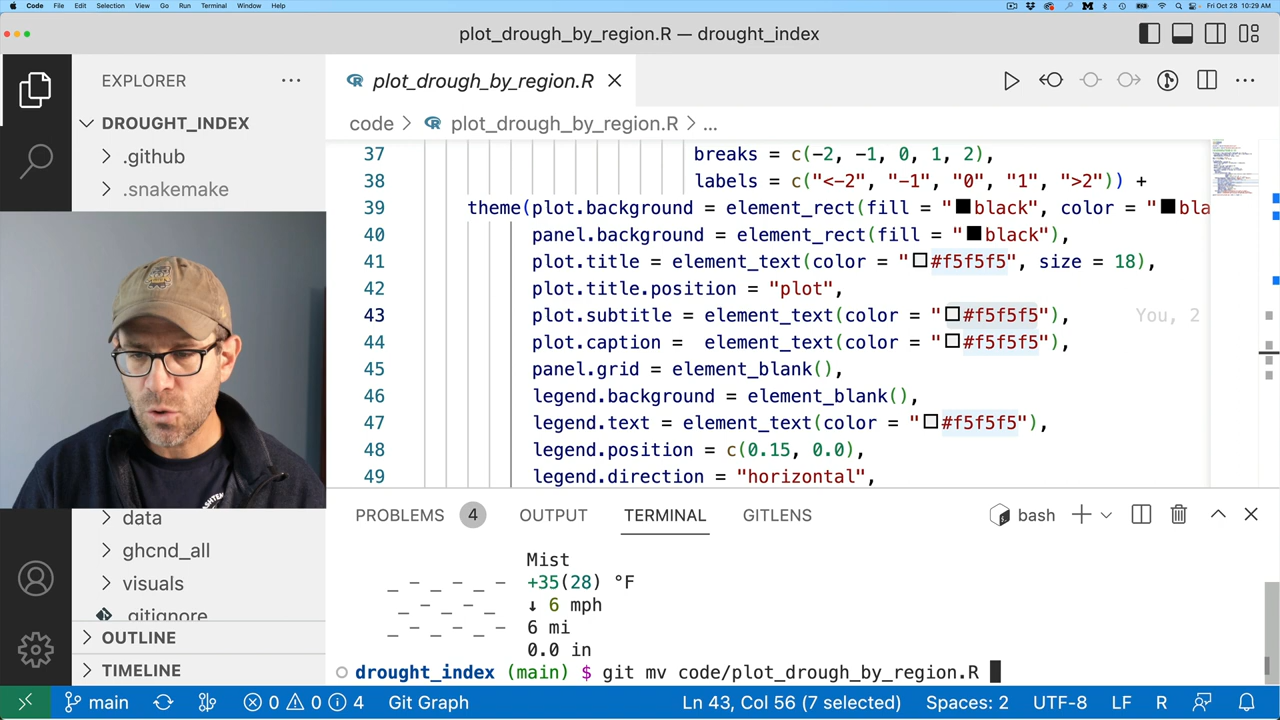 Code File Edit Selection View Go Run Terminal Window Help Fri Oct 28 10:29 AM
plot_drough_by_region.R — drought_index
EXPLORER
DROUGHT_INDEX
.github
.snakemake
data
ghcnd_all
visuals
.gitignore
OUTLINE
TIMELINE
plot_drough_by_region.R
code > plot_drough_by_region.R > ...
37 breaks = c(-2, -1, 0, 1, 2),
38 labels = c("<-2", "-1", "0", "1", ">2")) +
39 theme(plot.background = element_rect(fill = "black", color = "bla
40 panel.background = element_rect(fill = "black"),
41 plot.title = element_text(color = "#f5f5f5", size = 18),
42 plot.title.position = "plot",
43 plot.subtitle = element_text(color = "#f5f5f5"), You, 2
44 plot.caption =  element_text(color = "#f5f5f5"),
45 panel.grid = element_blank(),
46 legend.background = element_blank(),
47 legend.text = element_text(color = "#f5f5f5"),
48 legend.position = c(0.15, 0.0),
49 legend.direction = "horizontal",
PROBLEMS 4 OUTPUT TERMINAL GITLENS bash
Mist
_ - _ - _ - +35(28) °F
_ - _ - _ ↓ 6 mph
_ - _ - _ - 6 mi
0.0 in
drought_index (main) $ git mv code/plot_drough_by_region.R
main 0 0 4 Git Graph Ln 43, Col 56 (7 selected) Spaces: 2 UTF-8 LF R